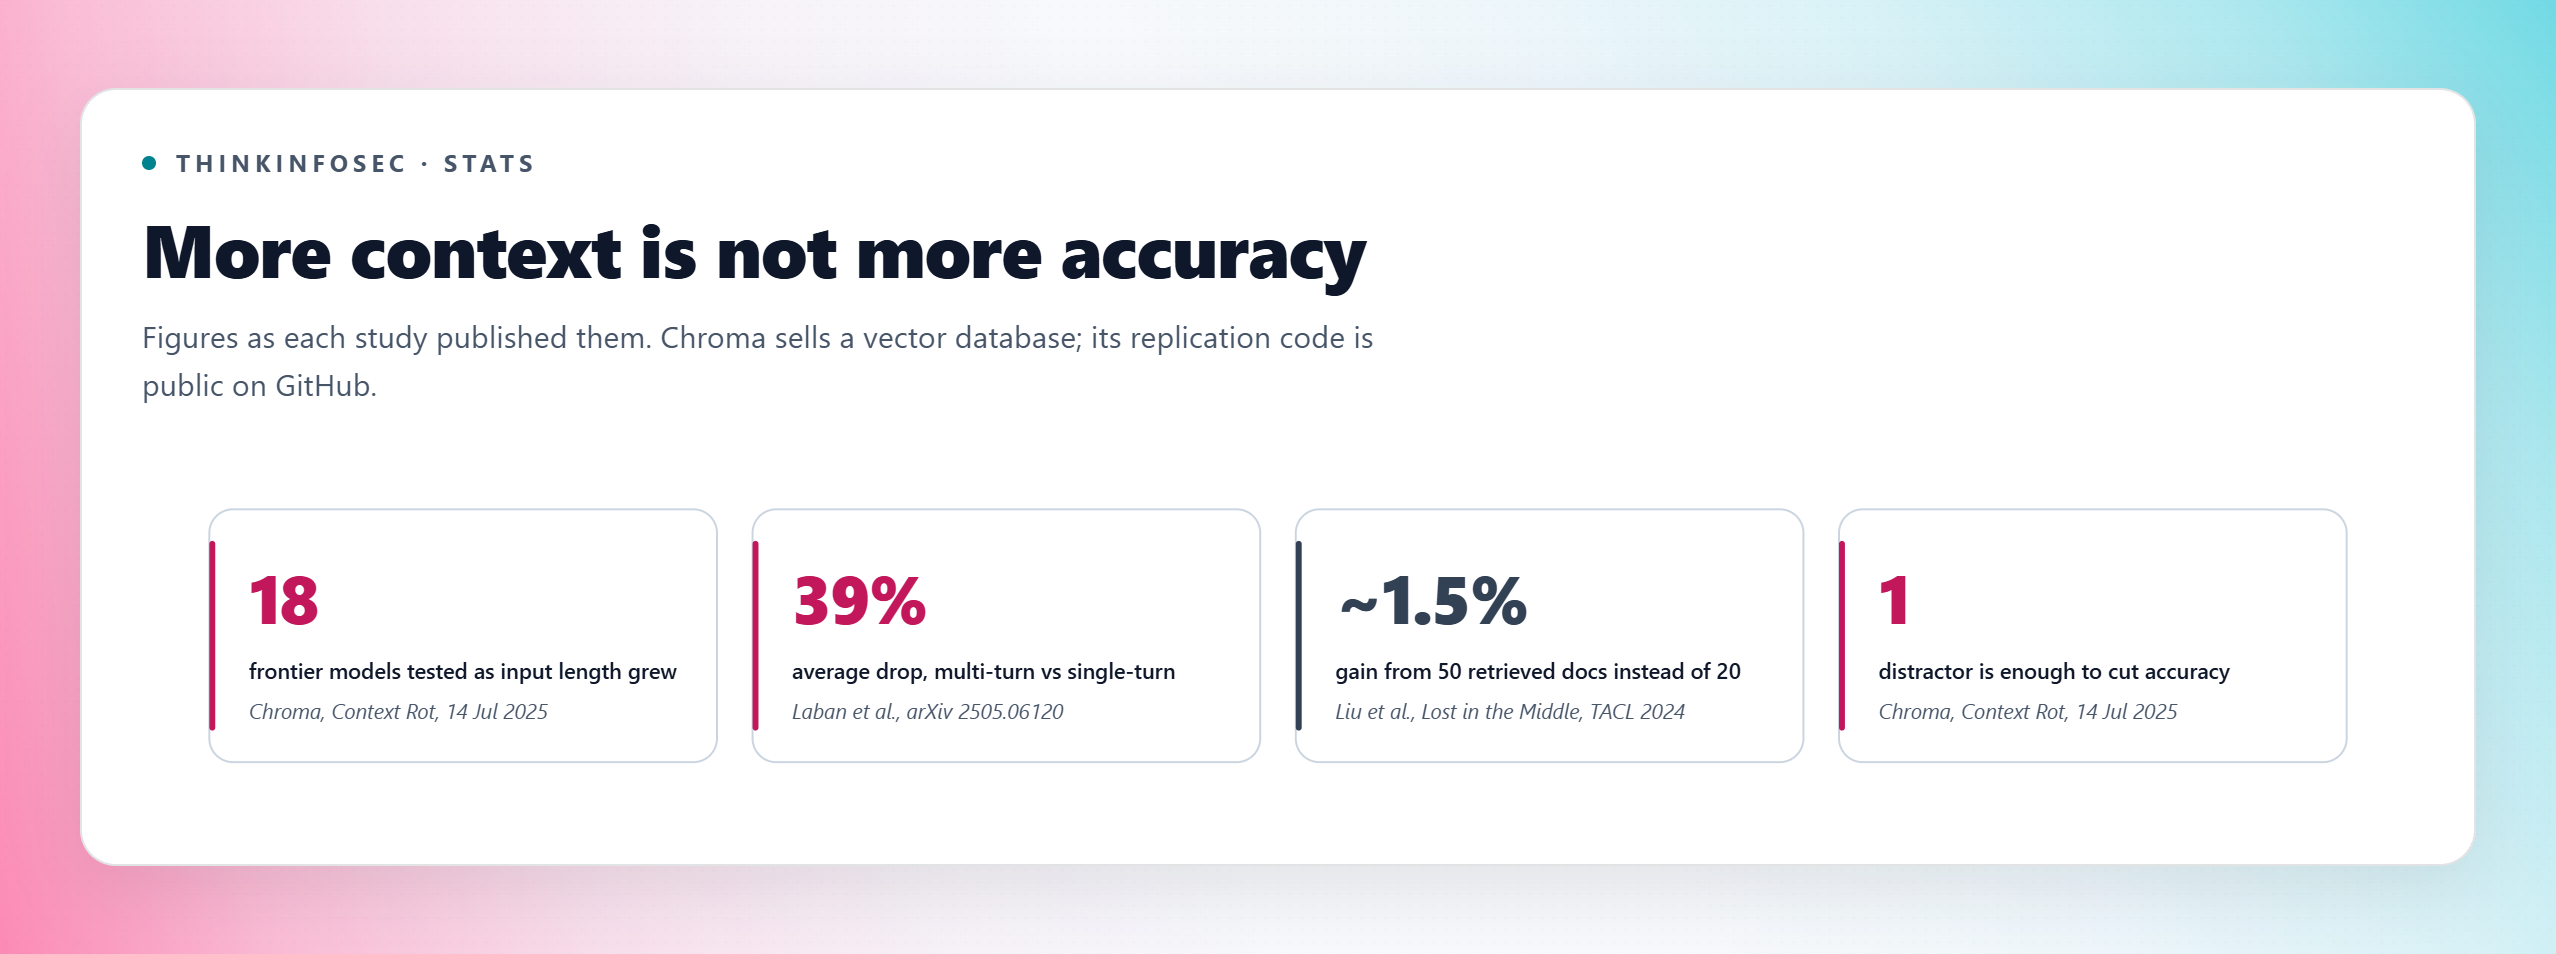 THINKINFOSEC · STATS
More context is not more accuracy
Figures as each study published them. Chroma sells a vector database; its replication code is
public on GitHub.
18
frontier models tested as input length grew
Chroma, Context Rot, 14 Jul 2025
39%
average drop, multi-turn vs single-turn
Laban et al., arXiv 2505.06120
~1.5%
gain from 50 retrieved docs instead of 20
Liu et al., Lost in the Middle, TACL 2024
1
distractor is enough to cut accuracy
Chroma, Context Rot, 14 Jul 2025